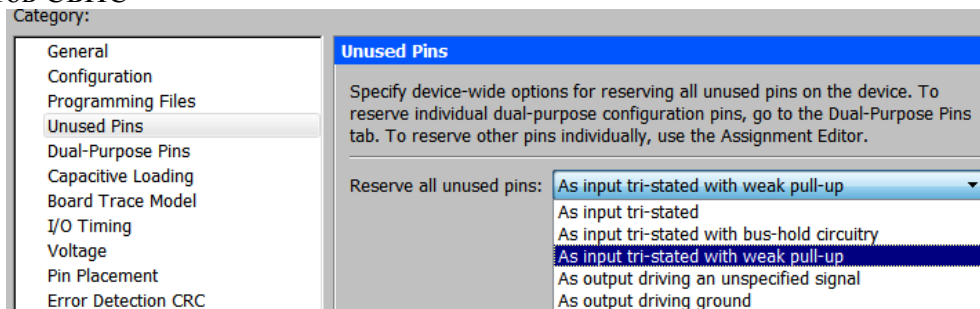 Category:
General
Configuration
Programming Files
Unused Pins
Dual-Purpose Pins
Capacitive Loading
Board Trace Model
I/O Timing
Voltage
Pin Placement
Error Detection CRC
Unused Pins
Specify device-wide options for reserving all unused pins on the device. To
reserve individual dual-purpose configuration pins, go to the Dual-Purpose Pins
tab. To reserve other pins individually, use the Assignment Editor.
Reserve all unused pins: As input tri-stated with weak pull-up
As input tri-stated
As input tri-stated with bus-hold circuitry
As input tri-stated with weak pull-up
As output driving an unspecified signal
As output driving ground